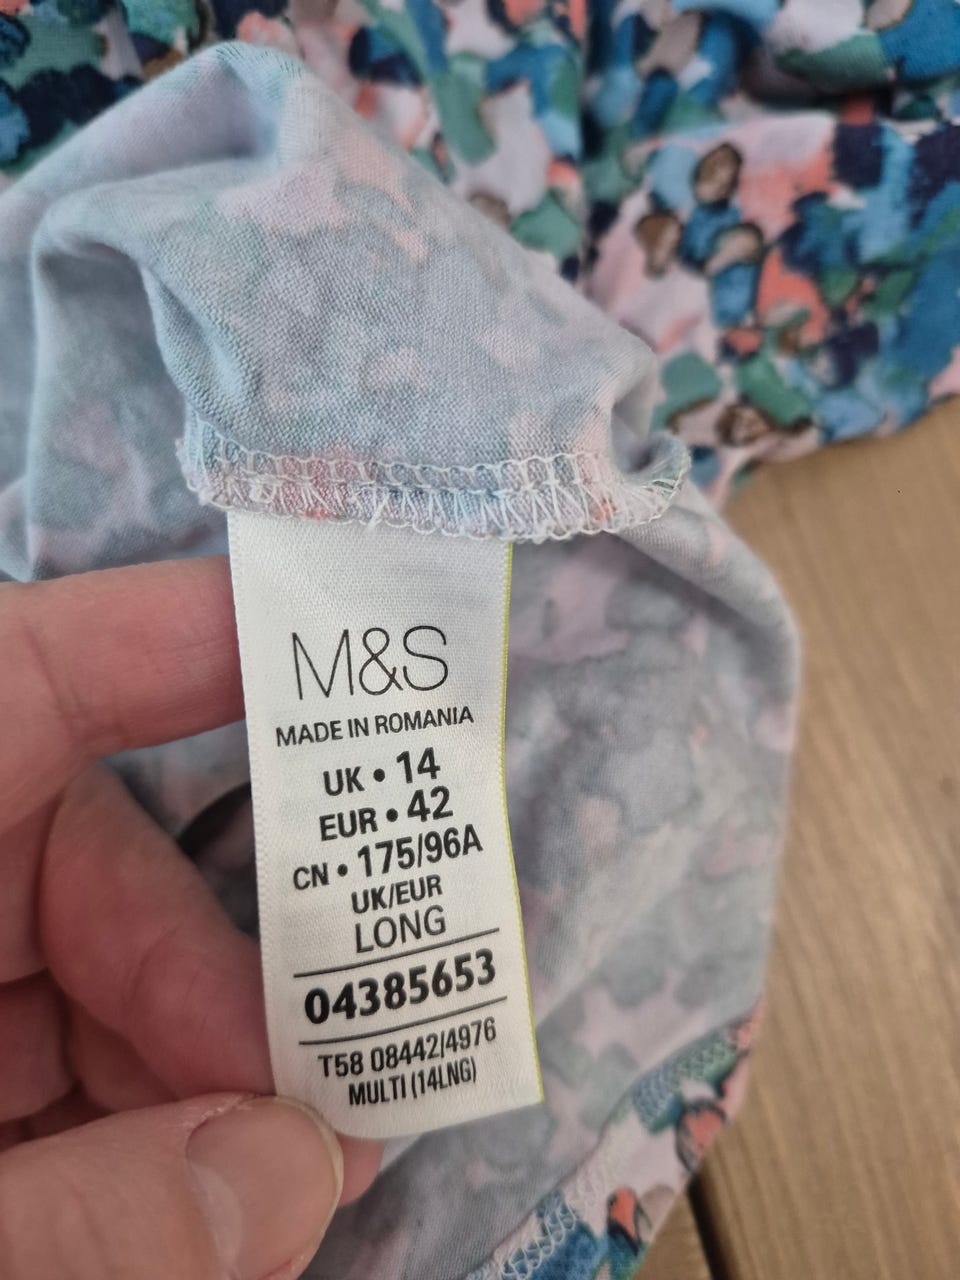 M&S
MADE IN ROMANIA
UK • 14
EUR • 42
CN • 175/96A
UK/EUR
LONG
04385653
T58 08442/4976
MULTI (14LNG)